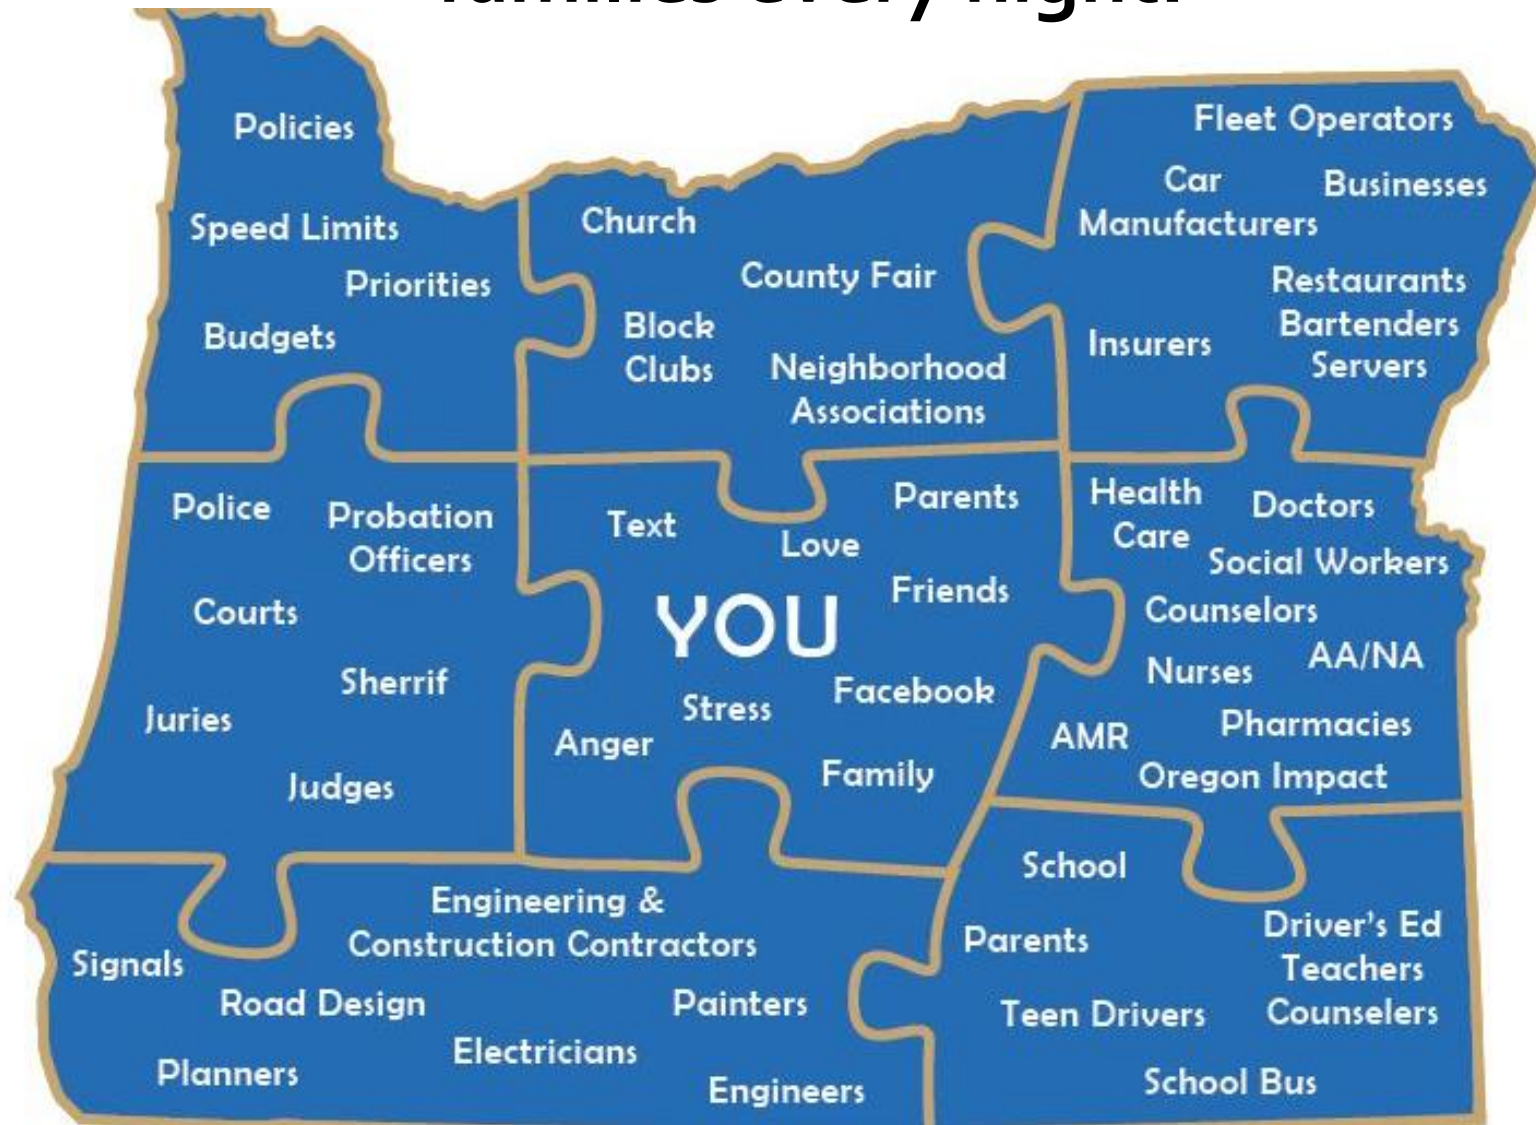 families every night.
Policies
Speed Limits
Priorities
Budgets
Church
County Fair
Block
Clubs
Neighborhood
Associations
Fleet Operators
Car
Manufacturers
Businesses
Restaurants
Bartenders
Servers
Insurers
Police
Probation
Officers
Courts
Sherrif
Juries
Judges
Text
Love
Parents
Friends
YOU
Facebook
Stress
Anger
Family
Health
Care
Doctors
Social Workers
Counselors
AA/NA
Nurses
Pharmacies
AMR
Oregon Impact
Engineering &
Construction Contractors
Signals
Road Design
Painters
Electricians
Planners
Engineers
School
Parents
Driver's Ed
Teachers
Counselers
Teen Drivers
School Bus